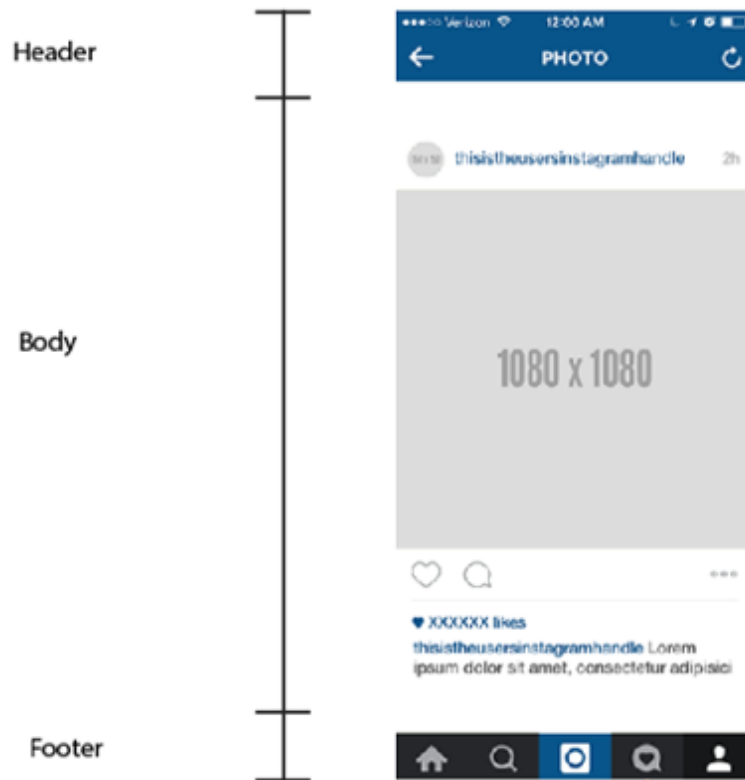 Header
Verizon 12:00 AM
PHOTO
thisistheusersinstagramhandle 2h
Body
1080 x 1080
XXXXXX likes
thisistheusersinstagramhandle Lorem
ipsum dolor sit amet, consectetur adipisici
Footer